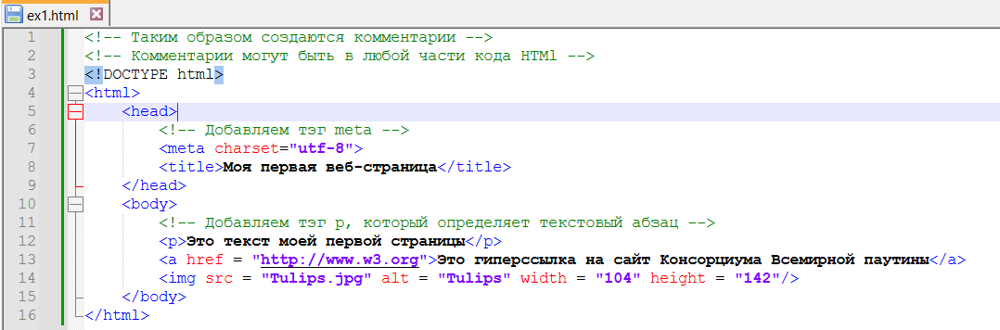 ex1.html
1 <!-- Таким образом создаются комментарии -->
2 <!-- Комментарии могут быть в любой части кода HTMl -->
3 <!DOCTYPE html>
4 <html>
5 <head>
6 <!-- Добавляем тэг meta -->
7 <meta charset="utf-8">
8 <title>Моя первая веб-страница</title>
9 </head>
10 <body>
11 <!-- Добавляем тэг p, который определяет текстовый абзац -->
12 <p>Это текст моей первой страницы</p>
13 <a href = "http://www.w3.org">Это гиперссылка на сайт Консорциума Всемирной паутины</a>
14 <img src = "Tulips.jpg" alt = "Tulips" width = "104" height = "142"/>
15 </body>
16 </html>